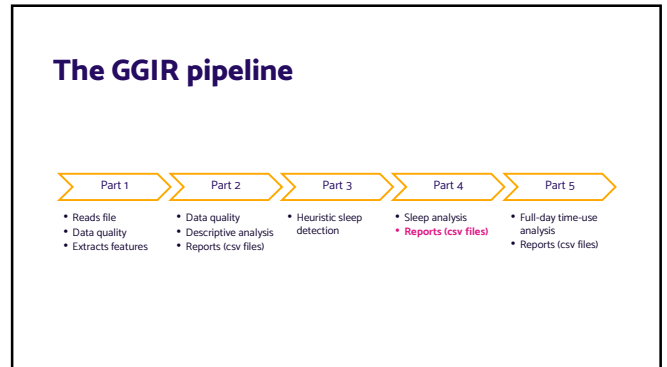 The GGIR pipeline
Part 1
Part 2
Part 3
Part 4
Part 5
• Reads file
• Data quality
• Extracts features
• Data quality
• Descriptive analysis
• Reports (csv files)
• Heuristic sleep
detection
• Sleep analysis
• Reports (csv files)
• Full-day time-use
analysis
• Reports (csv files)